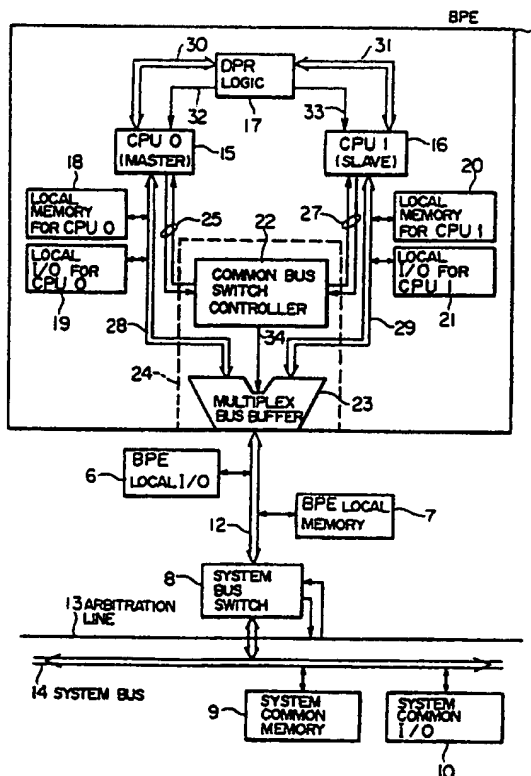 BPE
30
31
DPR
LOGIC
32
33
17
CPU 0
(MASTER)
15
CPU 1
(SLAVE)
16
18
20
LOCAL
MEMORY
FOR CPU 0
25
22
27
LOCAL
MEMORY
FOR CPU 1
LOCAL
I/O FOR
CPU 0
COMMON BUS
SWITCH
CONTROLLER
LOCAL
I/O FOR
CPU 1
19
21
28
34
29
24
MULTIPLEX
BUS BUFFER
23
BPE
LOCAL I/O
6
12
BPE LOCAL
MEMORY
7
8
SYSTEM
BUS
SWITCH
13 ARBITRATION
LINE
14 SYSTEM BUS
9
SYSTEM
COMMON
MEMORY
SYSTEM
COMMON
I/O
10